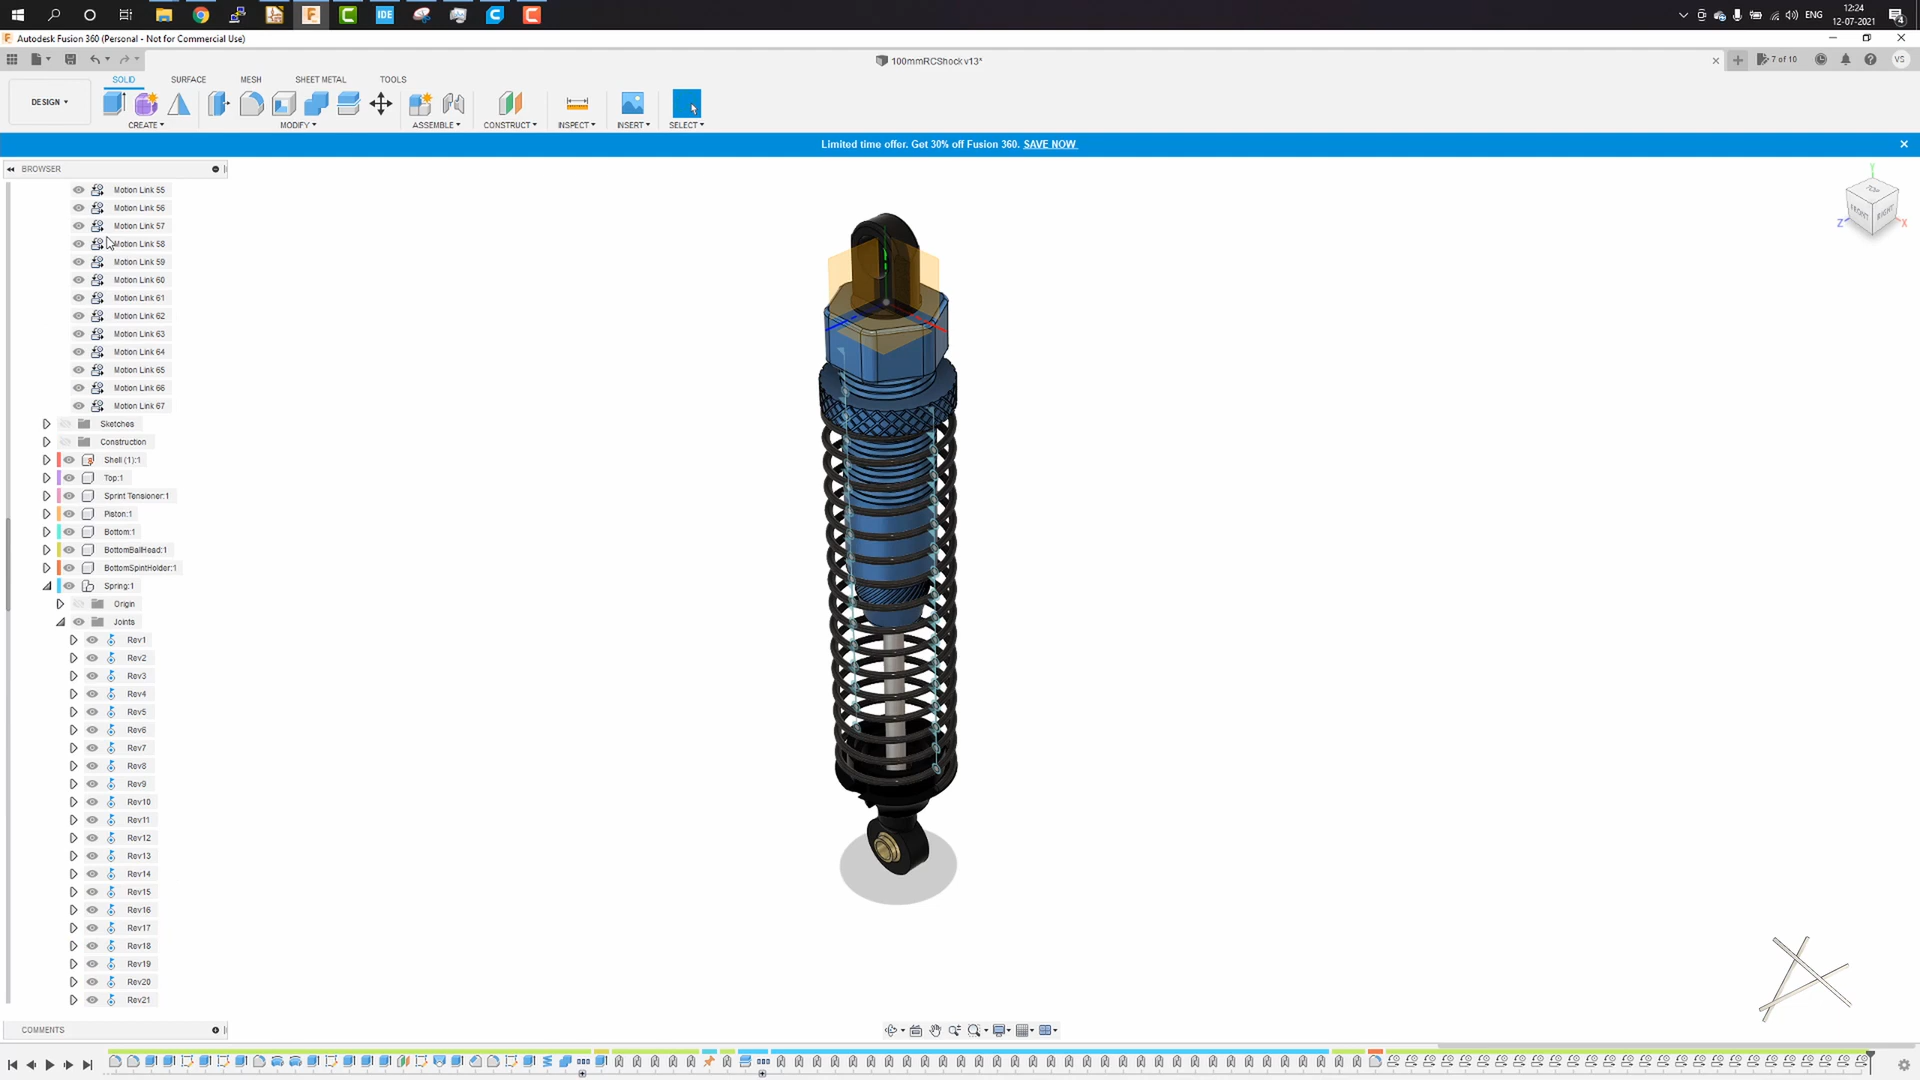 IDE
ENG
12:24
12-07-2021
4
Autodesk Fusion 360 (Personal - Not for Commercial Use)
100mmRCShock v13*
7 of 10
VS
DESIGN
SOLID
SURFACE
MESH
SHEET METAL
TOOLS
CREATE
MODIFY
ASSEMBLE
CONSTRUCT
INSPECT
INSERT
SELECT
Limited time offer. Get 30% off Fusion 360. SAVE NOW
BROWSER
Motion Link 55
Motion Link 56
Motion Link 57
Motion Link 58
Motion Link 59
Motion Link 60
Motion Link 61
Motion Link 62
Motion Link 63
Motion Link 64
Motion Link 65
Motion Link 66
Motion Link 67
Sketches
Construction
Shell (1):1
Top:1
Sprint Tensioner:1
Piston:1
Bottom:1
BottomBallHead:1
BottomSpintHolder:1
Spring:1
Origin
Joints
Rev1
Rev2
Rev3
Rev4
Rev5
Rev6
Rev7
Rev8
Rev9
Rev10
Rev11
Rev12
Rev13
Rev14
Rev15
Rev16
Rev17
Rev18
Rev19
Rev20
Rev21
Y
TOP
FRONT
RIGHT
Z
X
COMMENTS